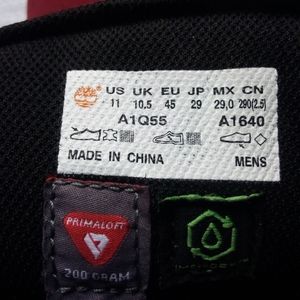 US UK EU JP MX CN
11 10.5 45 29 29,0 290(2.5)
A1Q55 A1640
MADE IN CHINA MENS
PRIMALOFT
200 GRAM